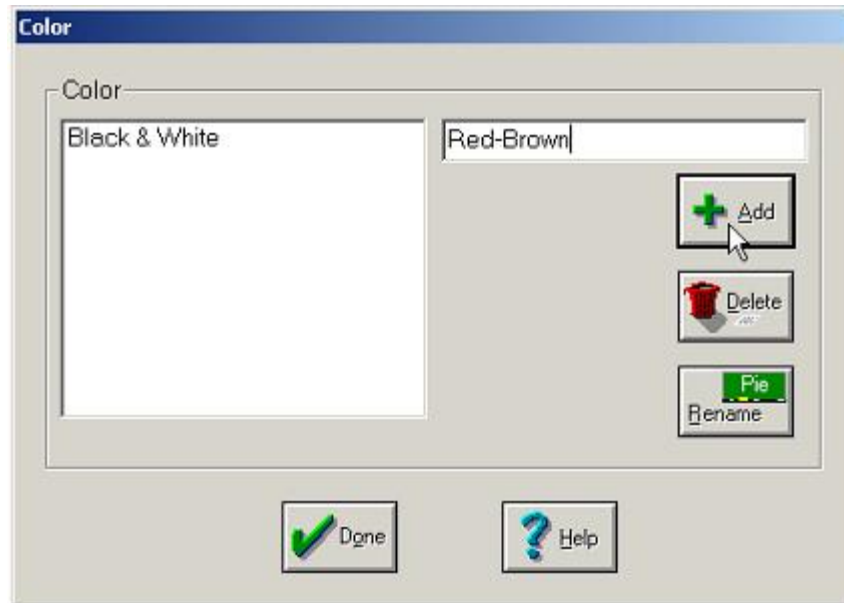 Color
Color
Black & White
Red-Brown
Add
Delete
Pie
Rename
Done
Help